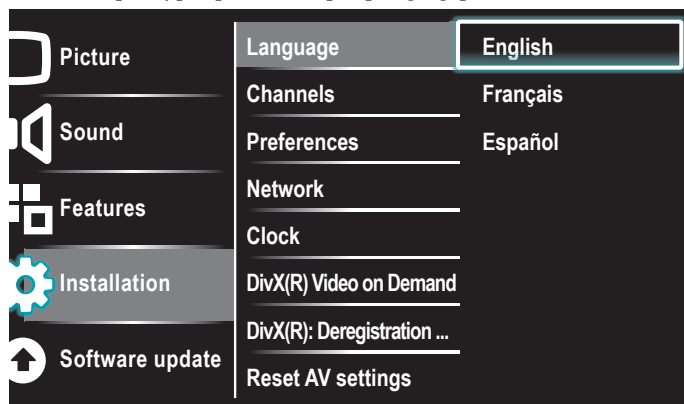 Picture
Sound
Features
Installation
Software update
Language
Channels
Preferences
Network
Clock
DivX(R) Video on Demand
DivX(R): Deregistration ...
Reset AV settings
English
Français
Español